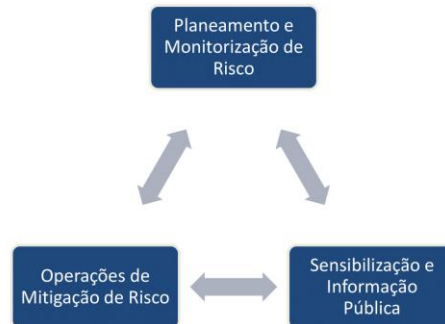 Planeamento e
Monitorização de
Risco
Operações de
Mitigação de Risco
Sensibilização e
Informação
Pública